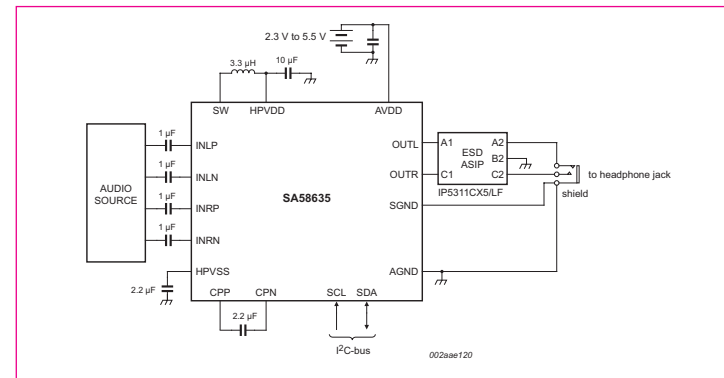 2.3 V to 5.5 V
3.3 µH
10 µF
SW
HPVDD
AVDD
1 µF
INLP
1 µF
INLN
1 µF
INRP
1 µF
INRN
AUDIO
SOURCE
SA58635
OUTL
OUTR
SGND
AGND
A1
A2
ESD
ASIP
B2
C1
C2
IP5311CX5/LF
to headphone jack
shield
HPVSS
2.2 µF
CPP
CPN
2.2 µF
SCL
SDA
I²C-bus
002aae120